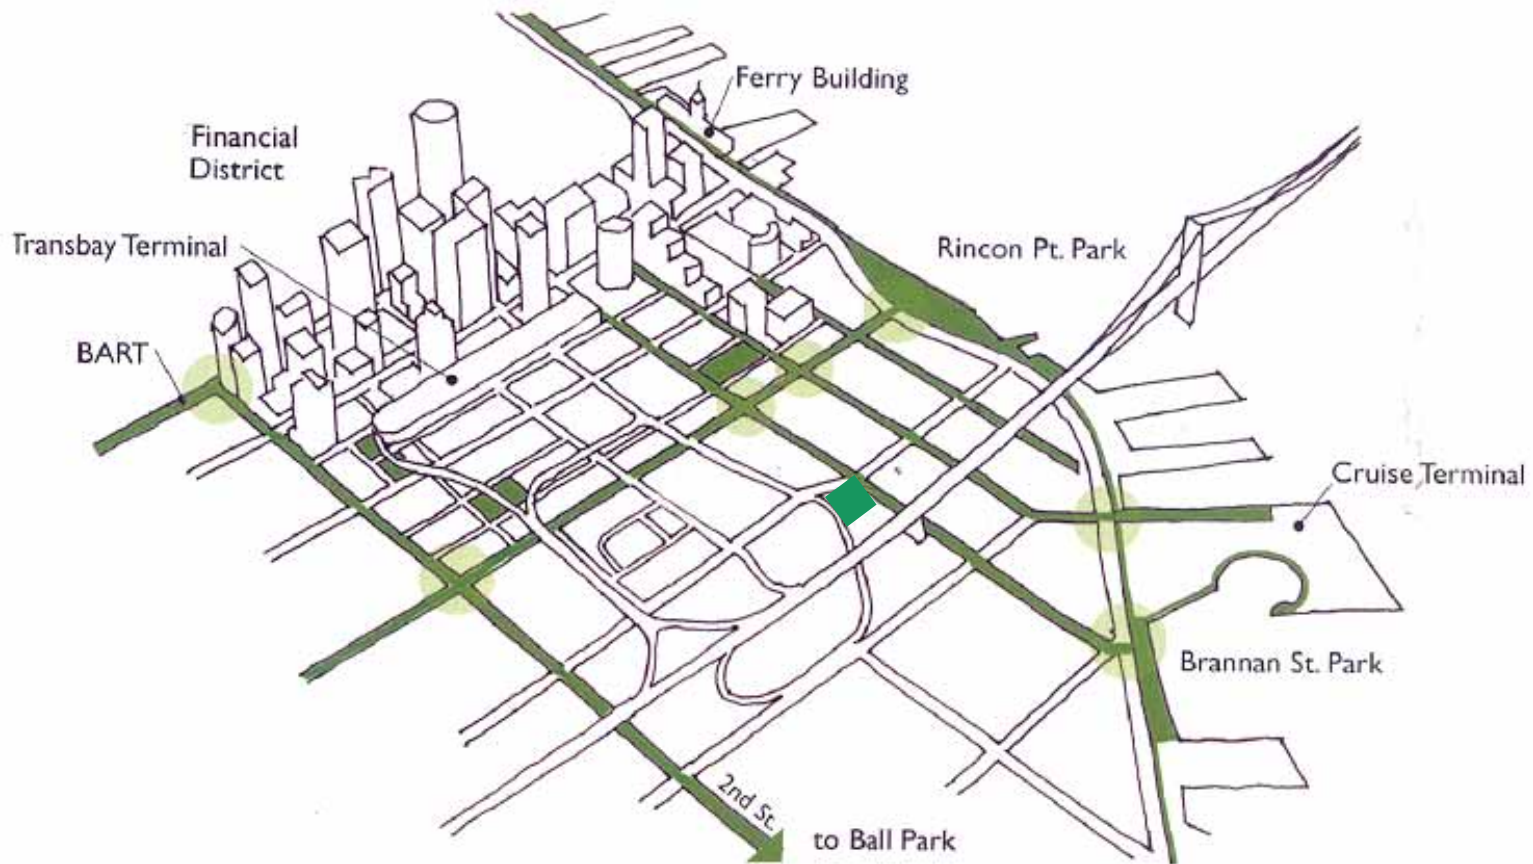 Ferry Building
Financial
District
Transbay Terminal
Rincon Pt. Park
BART
Cruise Terminal
Brannan St. Park
2nd St.
to Ball Park